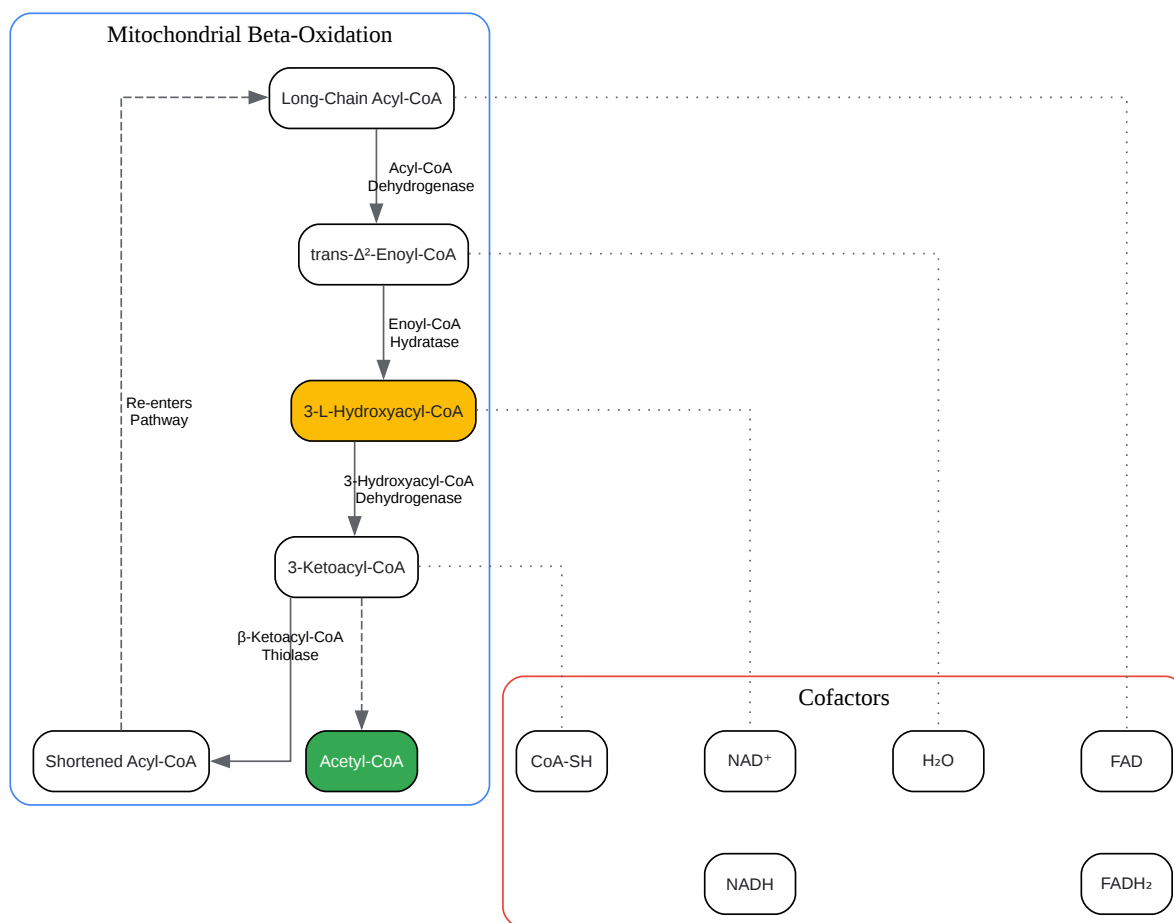 Mitochondrial Beta-Oxidation
Long-Chain Acyl-CoA
Acyl-CoA
Dehydrogenase
trans-Δ²-Enoyl-CoA
Enoyl-CoA
Hydratase
3-L-Hydroxyacyl-CoA
Re-enters
Pathway
3-Hydroxyacyl-CoA
Dehydrogenase
3-Ketoacyl-CoA
β-Ketoacyl-CoA
Thiolase
Shortened Acyl-CoA
Acetyl-CoA
Cofactors
CoA-SH
NAD⁺
H₂O
FAD
NADH
FADH₂